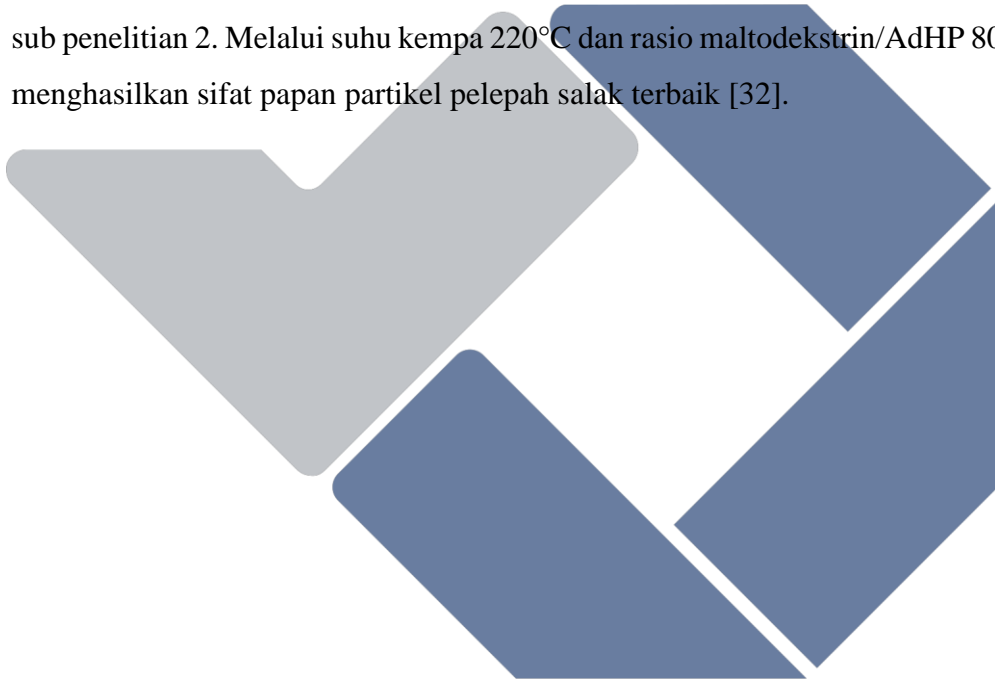 sub penelitian 2. Melalui suhu kempa 220°C dan rasio maltodekstrin/AdHP 80
menghasilkan sifat papan partikel pelepah salak terbaik [32].